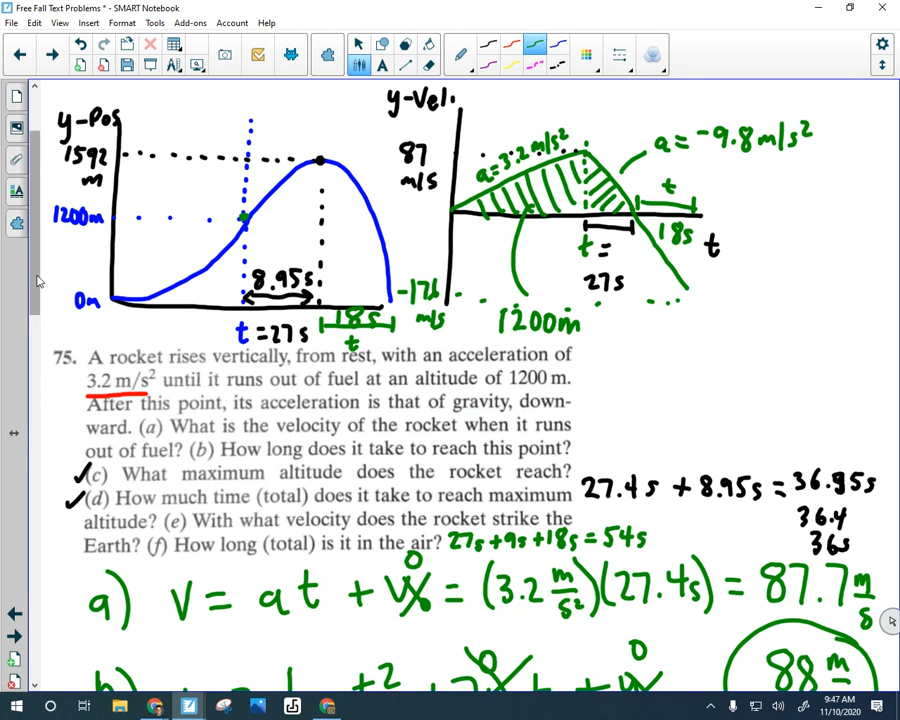 Free Fall Text Problems * - SMART Notebook
File Edit View Insert Format Tools Add-ons Account Help
y-Pos
1592
m
1200m
0m
8.95s
t =27s
18s
t
y-Vel.
87
m/s
-176
m/s
a=3.2m/s²
a= -9.8m/s²
t
18s
t
t =
27s
1200m
75. A rocket rises vertically, from rest, with an acceleration of
3.2 m/s² until it runs out of fuel at an altitude of 1200 m.
After this point, its acceleration is that of gravity, down-
ward. (a) What is the velocity of the rocket when it runs
out of fuel? (b) How long does it take to reach this point?
(c) What maximum altitude does the rocket reach?
(d) How much time (total) does it take to reach maximum
altitude? (e) With what velocity does the rocket strike the
Earth? (f) How long (total) is it in the air?
27.4s + 8.95s = 36.35s
36.4
36s
27s+9s+18s=54s
a) v = at + v₀ 0 = (3.2 m/s²)(27.4s) = 87.7 m/s
88 m
b)
+2
0
0
9:47 AM
11/10/2020